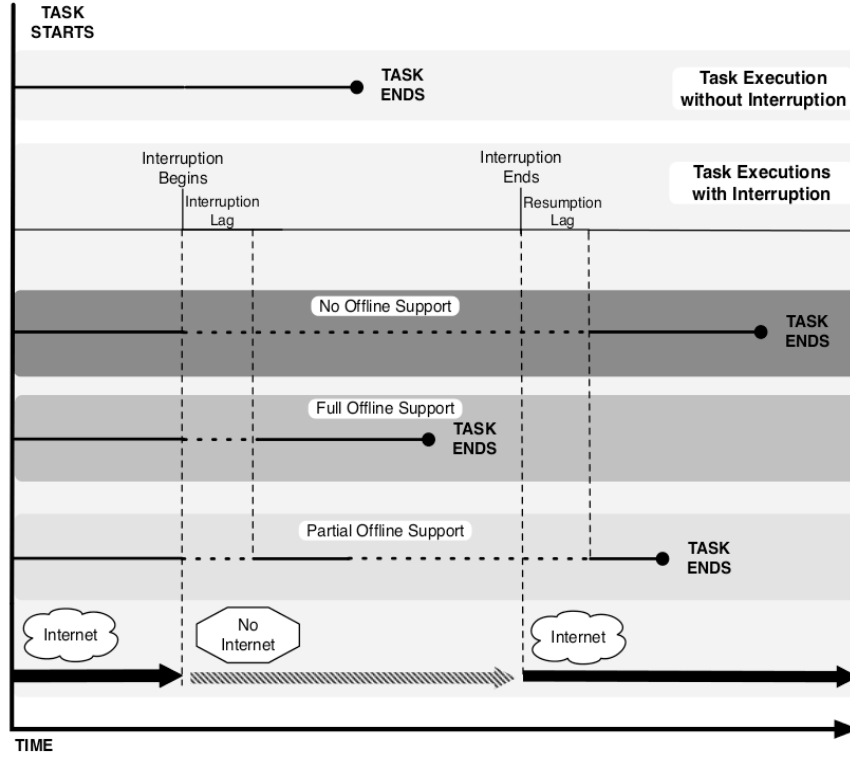 TASK
STARTS
TASK
ENDS
Task Execution
without Interruption
Interruption
Begins
Interruption
Lag
Interruption
Ends
Resumption
Lag
Task Executions
with Interruption
No Offline Support
TASK
ENDS
Full Offline Support
TASK
ENDS
Partial Offline Support
TASK
ENDS
Internet
No
Internet
Internet
TIME